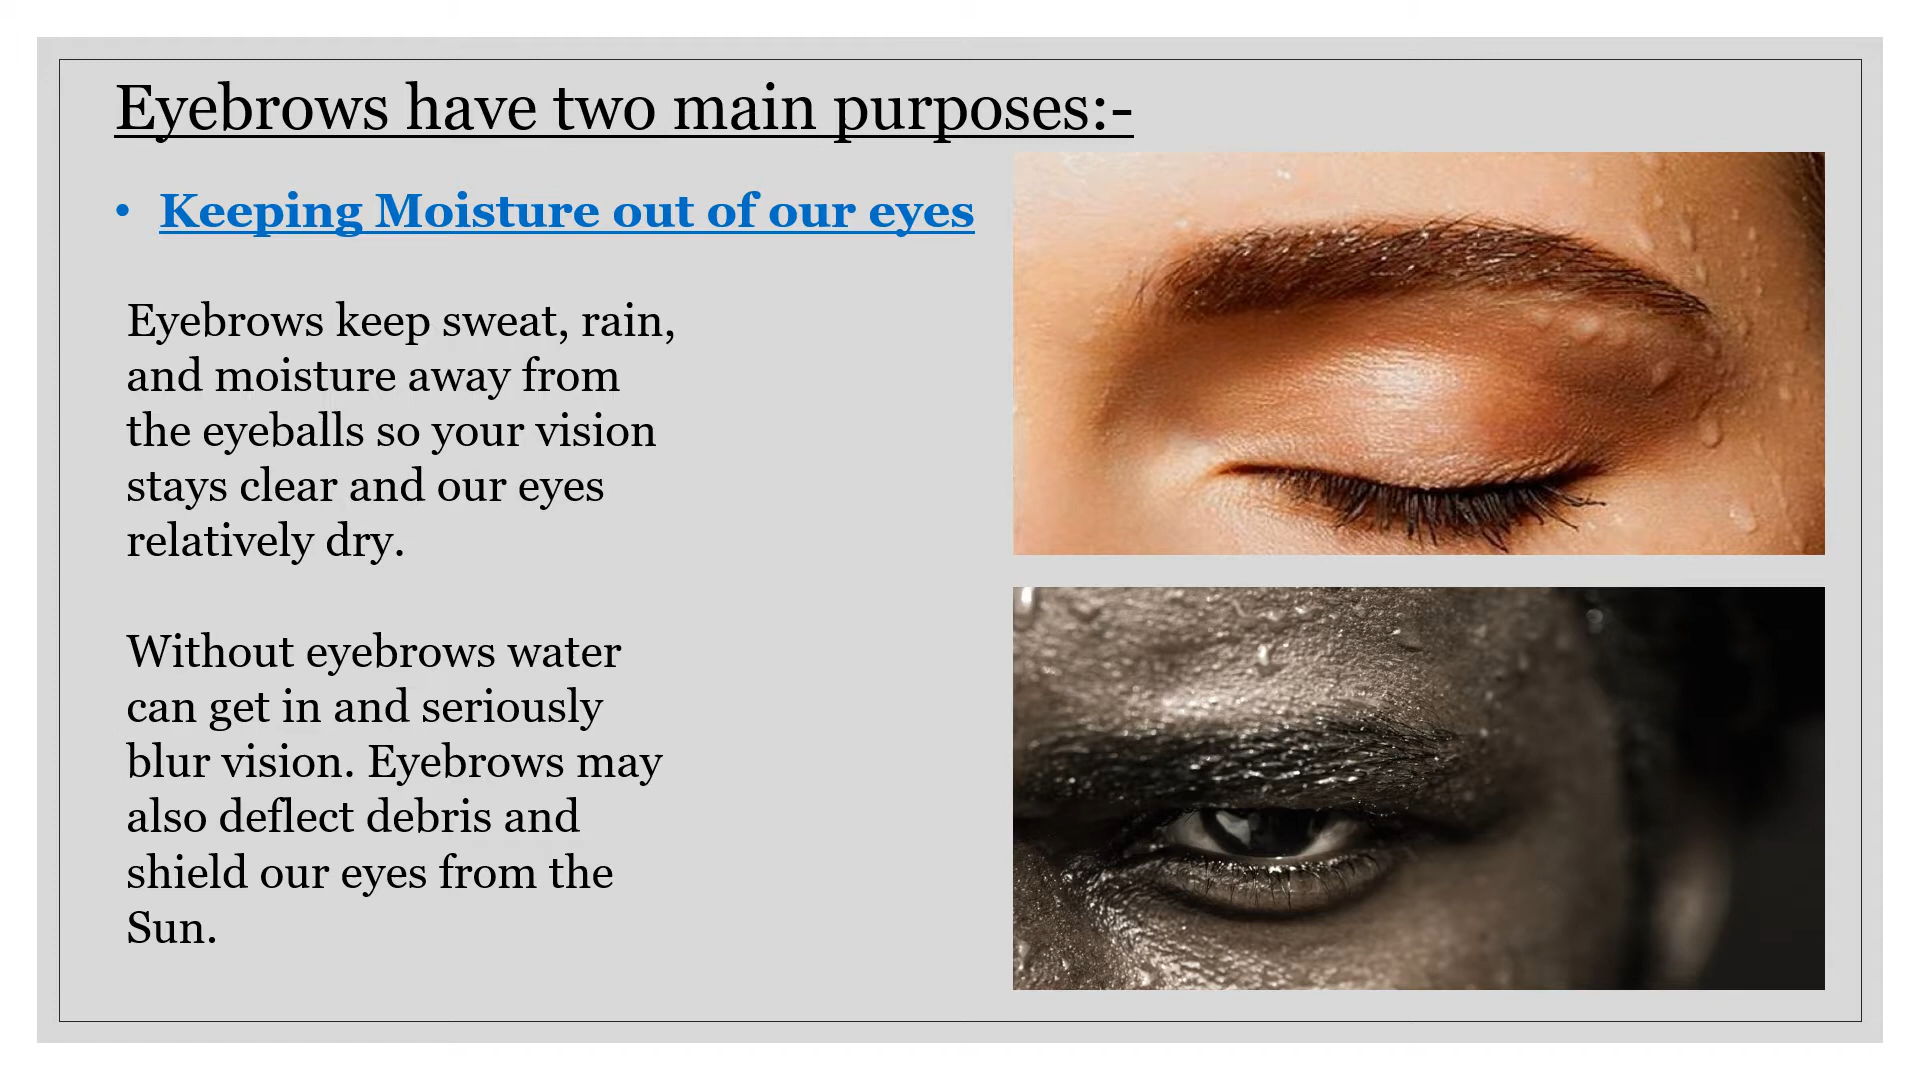 Eyebrows have two main purposes:-
• Keeping Moisture out of our eyes
Eyebrows keep sweat, rain,
and moisture away from
the eyeballs so your vision
stays clear and our eyes
relatively dry.
Without eyebrows water
can get in and seriously
blur vision. Eyebrows may
also deflect debris and
shield our eyes from the
Sun.